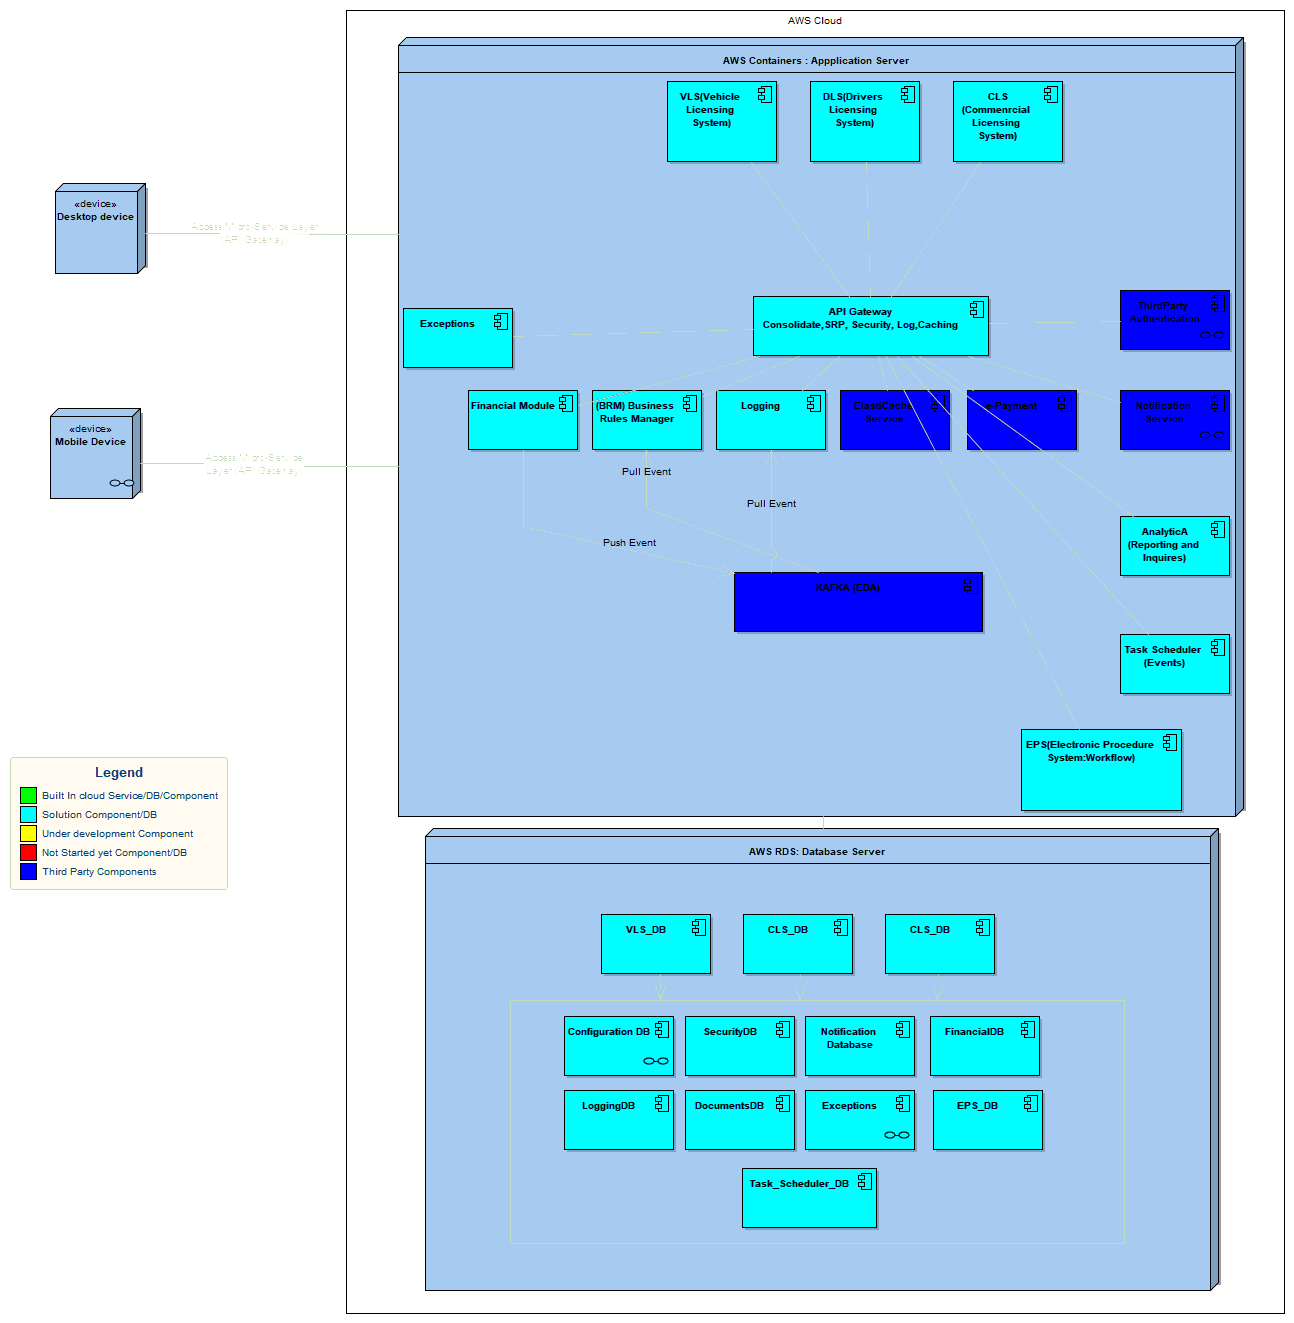 AWS Cloud
AWS Containers : Appplication Server
VLS(Vehicle
Licensing
System)
DLS(Drivers
Licensing
System)
CLS
(Commenrcial
Licensing
System)
«device»
Desktop device
Access Micro-Service Layer
(API Gateway)
API Gateway
Consolidate,SRP, Security, Log,Caching
Exceptions
ThirdParty
Authentication
Financial Module
(BRM) Business
Rules Manager
Logging
ElastiCache
Service
e-Payment
Notification
Service
«device»
Mobile Device
Access Micro-Service
Layer (API Gateway)
Pull Event
Pull Event
Push Event
AnalyticA
(Reporting and
Inquires)
KAFKA (EDA)
Task Scheduler
(Events)
EPS(Electronic Procedure
System:Workflow)
Legend
Built In cloud Service/DB/Component
Solution Component/DB
Under development Component
Not Started yet Component/DB
Third Party Components
AWS RDS: Database Server
VLS_DB
CLS_DB
CLS_DB
Configuration DB
SecurityDB
Notification
Database
FinancialDB
LoggingDB
DocumentsDB
Exceptions
EPS_DB
Task_Scheduler_DB